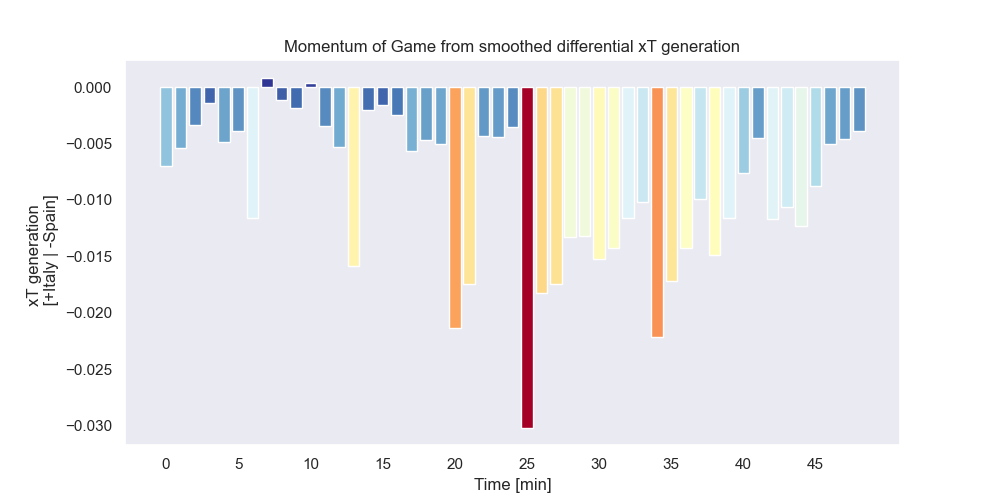 Momentum of Game from smoothed differential xT generation
0.000
−0.005
−0.010
−0.015
−0.020
−0.025
−0.030
xT generation
[+Italy | -Spain]
0 5 10 15 20 25 30 35 40 45
Time [min]